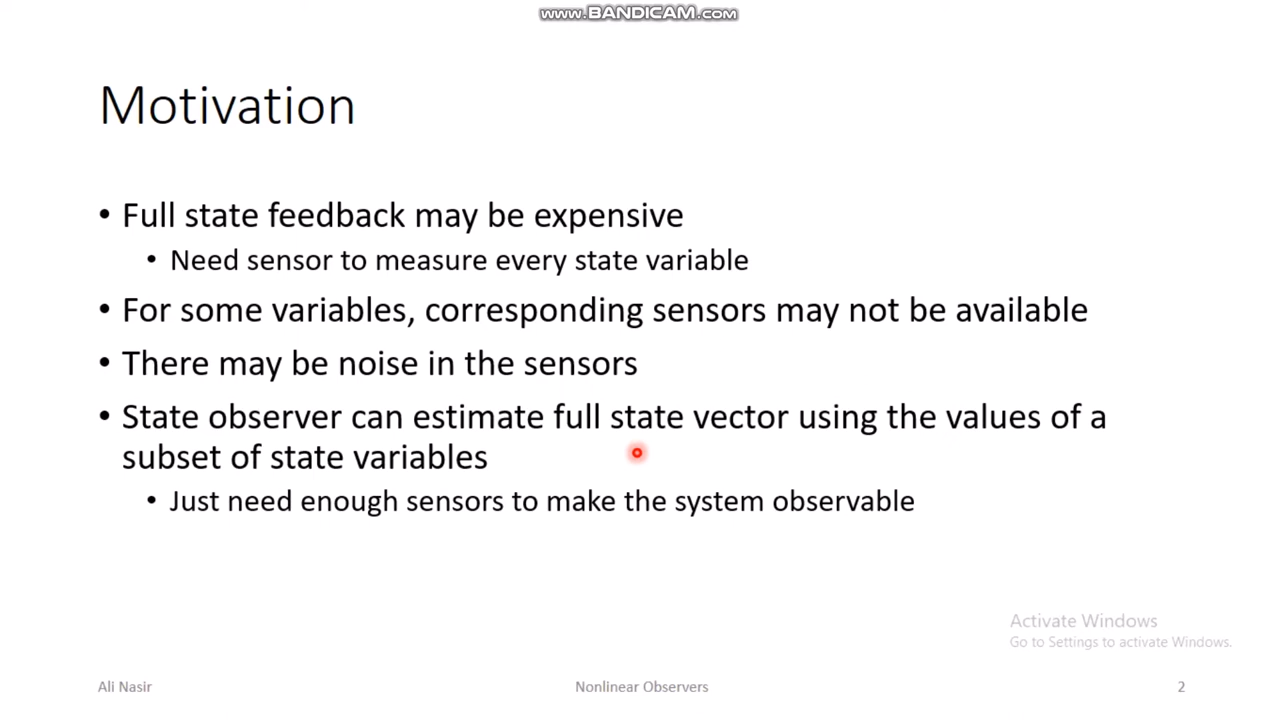 www.BANDICAM.com
Motivation
• Full state feedback may be expensive
• Need sensor to measure every state variable
• For some variables, corresponding sensors may not be available
• There may be noise in the sensors
• State observer can estimate full state vector using the values of a
subset of state variables
• Just need enough sensors to make the system observable
Activate Windows
Go to Settings to activate Windows.
Ali Nasir
Nonlinear Observers
2